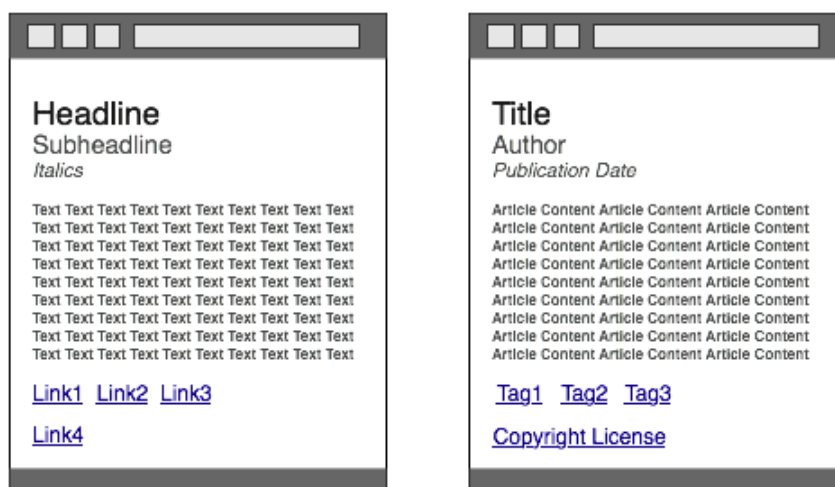 Headline
Subheadline
Italics
Text Text Text Text Text Text Text Text Text Text
Text Text Text Text Text Text Text Text Text Text
Text Text Text Text Text Text Text Text Text Text
Text Text Text Text Text Text Text Text Text Text
Text Text Text Text Text Text Text Text Text Text
Text Text Text Text Text Text Text Text Text Text
Text Text Text Text Text Text Text Text Text Text
Text Text Text Text Text Text Text Text Text Text
Text Text Text Text Text Text Text Text Text Text
Link1 Link2 Link3
Link4
Title
Author
Publication Date
Article Content Article Content Article Content
Article Content Article Content Article Content
Article Content Article Content Article Content
Article Content Article Content Article Content
Article Content Article Content Article Content
Article Content Article Content Article Content
Article Content Article Content Article Content
Article Content Article Content Article Content
Article Content Article Content Article Content
Tag1 Tag2 Tag3
Copyright License